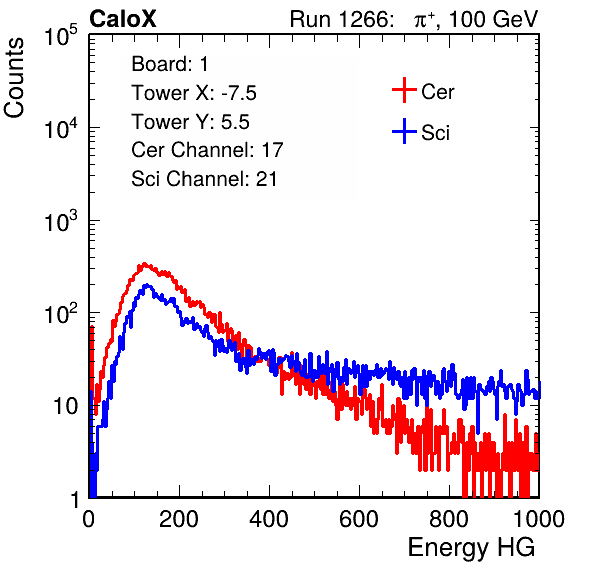 CaloX Run 1266: π⁺, 100 GeV
Counts
10⁵
10⁴
10³
10²
10
1
Board: 1
Tower X: -7.5
Tower Y: 5.5
Cer Channel: 17
Sci Channel: 21
Cer
Sci
0 200 400 600 800 1000
Energy HG